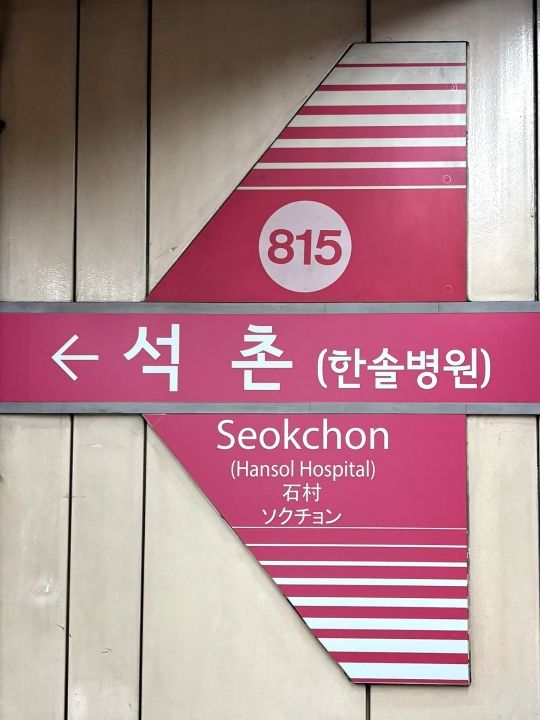 815
← 석 촌 (한솔병원)
Seokchon
(Hansol Hospital)
石村
ソクチョン